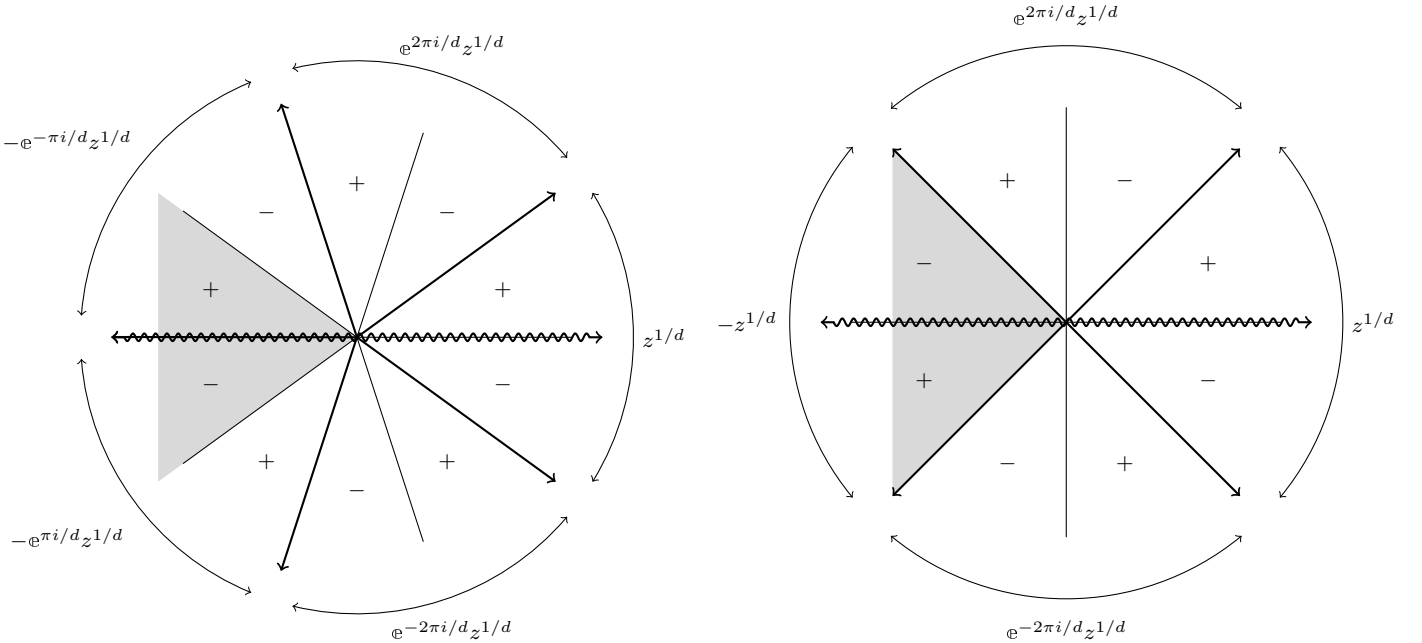 𝕖^{2πi/d}z^{1/d}
−𝕖^{−πi/d}z^{1/d}
+
−
−
+
+
z^{1/d}
−
−
+
+
−
−𝕖^{πi/d}z^{1/d}
𝕖^{−2πi/d}z^{1/d}
𝕖^{2πi/d}z^{1/d}
+
−
−
+
−z^{1/d}
z^{1/d}
+
−
−
+
𝕖^{−2πi/d}z^{1/d}